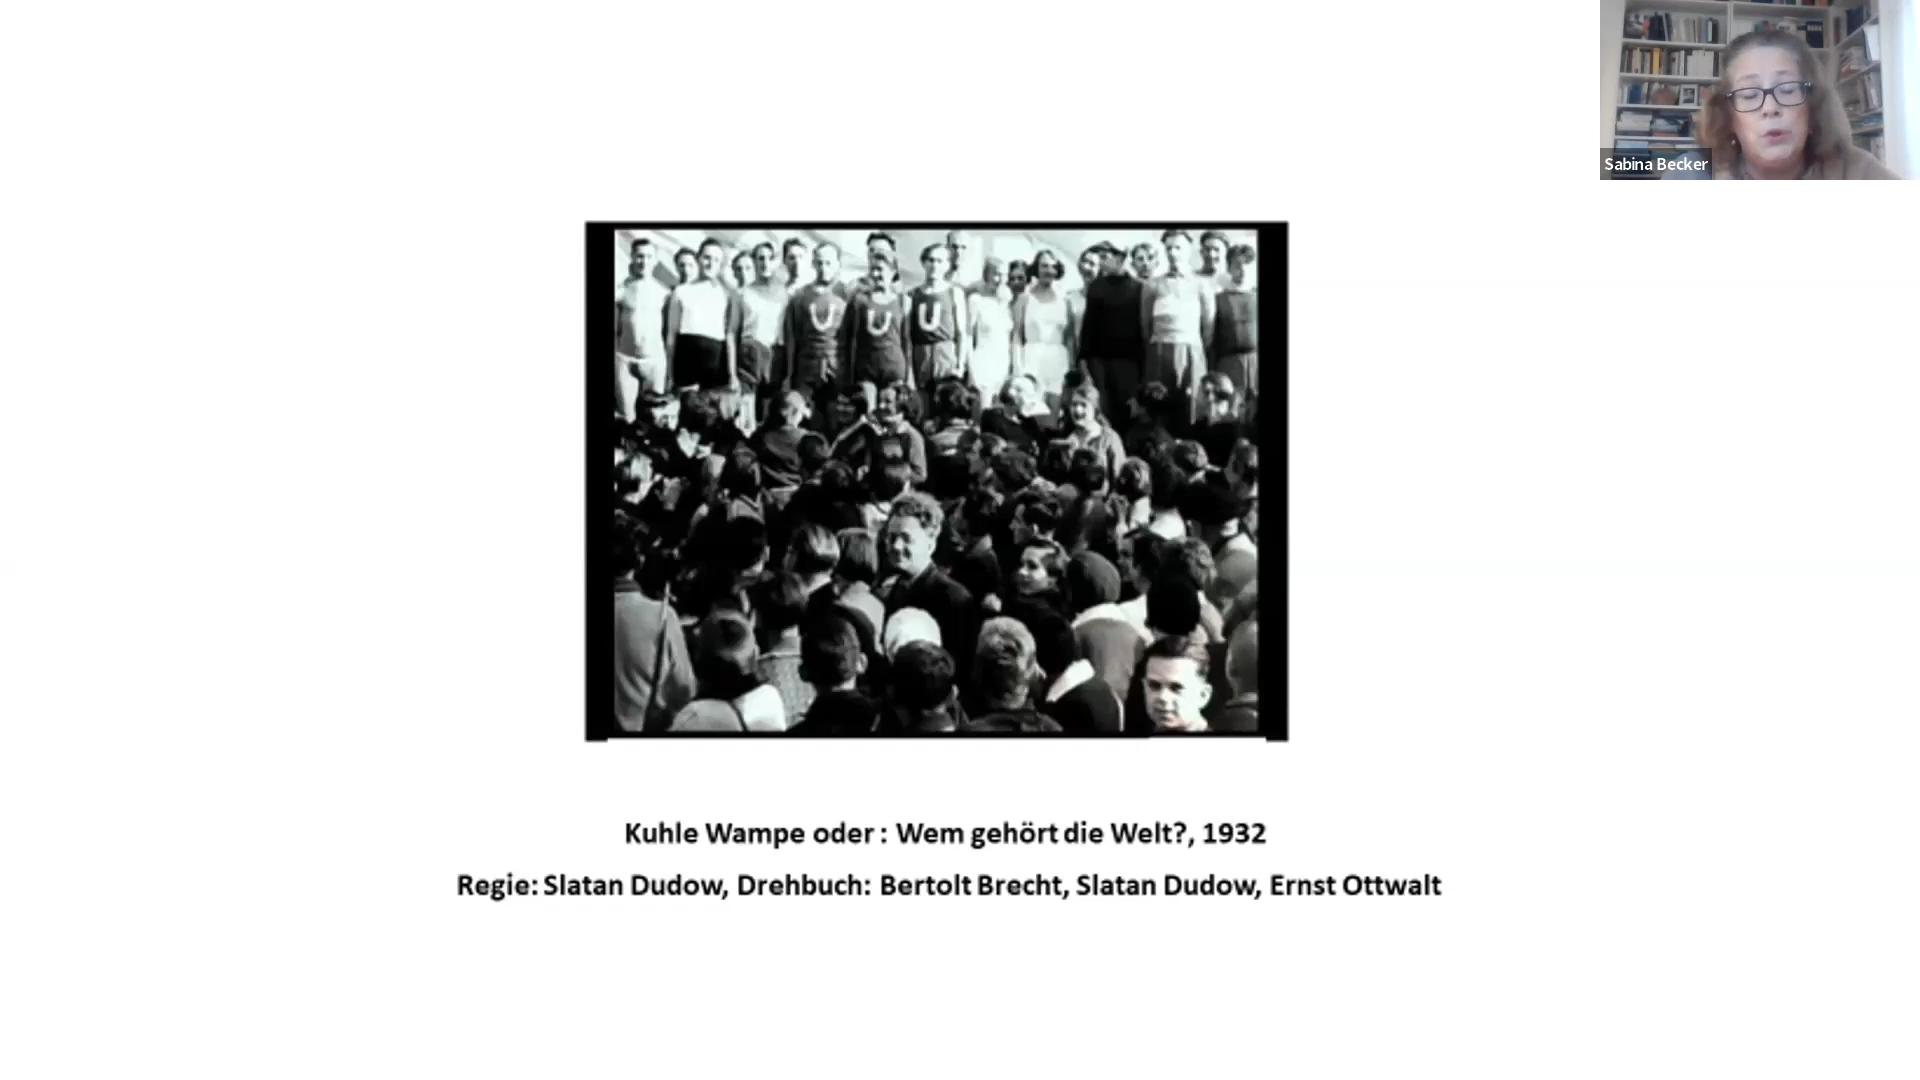 Sabina Becker
U U U
Kuhle Wampe oder : Wem gehört die Welt?, 1932
Regie: Slatan Dudow, Drehbuch: Bertolt Brecht, Slatan Dudow, Ernst Ottwalt